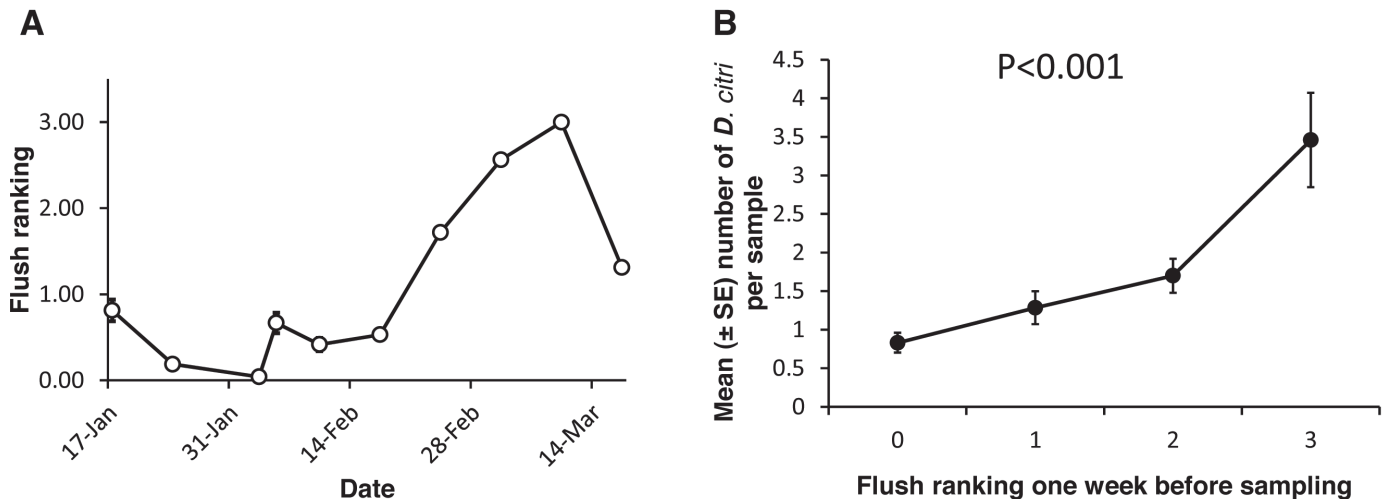 A
Flush ranking
3.00
2.00
1.00
0.00
17-Jan
31-Jan
14-Feb
28-Feb
14-Mar
Date
B
Mean (± SE) number of D. citri
per sample
P<0.001
4.5
4
3.5
3
2.5
2
1.5
1
0.5
0
0
1
2
3
Flush ranking one week before sampling